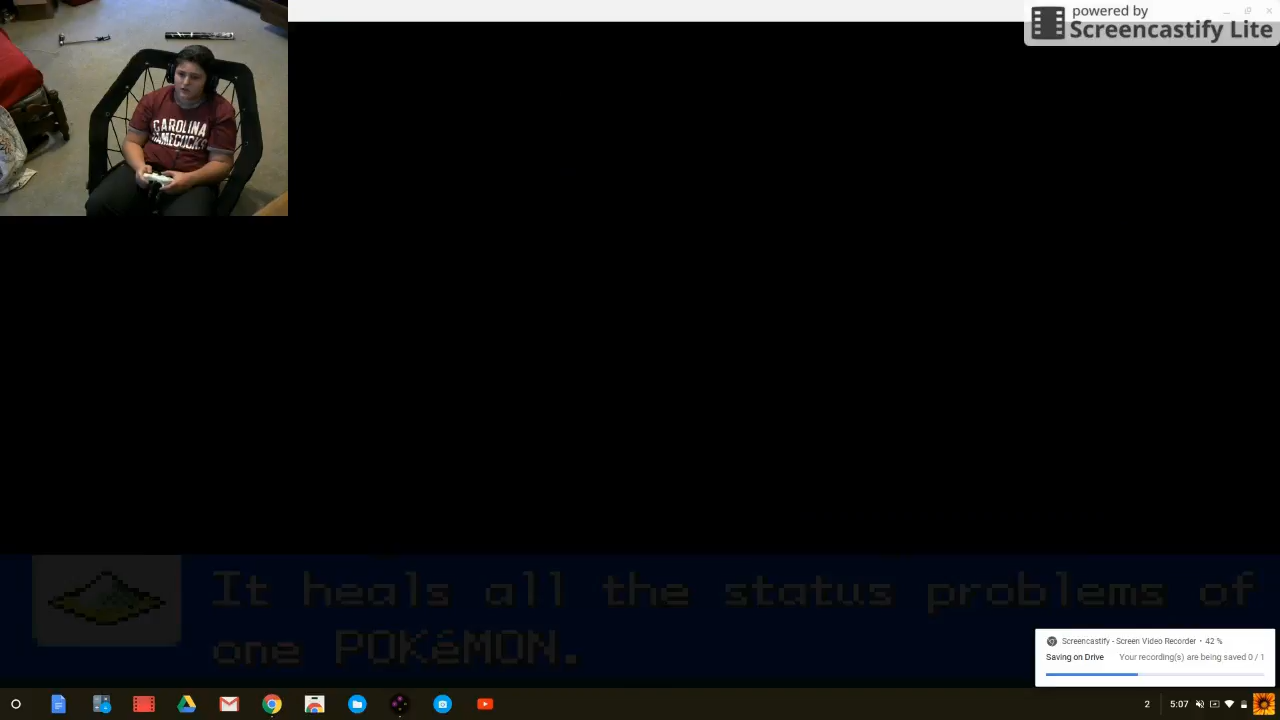 powered by
Screencastify Lite
CAROLINA
GAMECOCKS
It heals all the status problems of
one POKéMON.
Screencastify - Screen Video Recorder • 42 %
Saving on Drive Your recording(s) are being saved 0 / 1
2 5:07